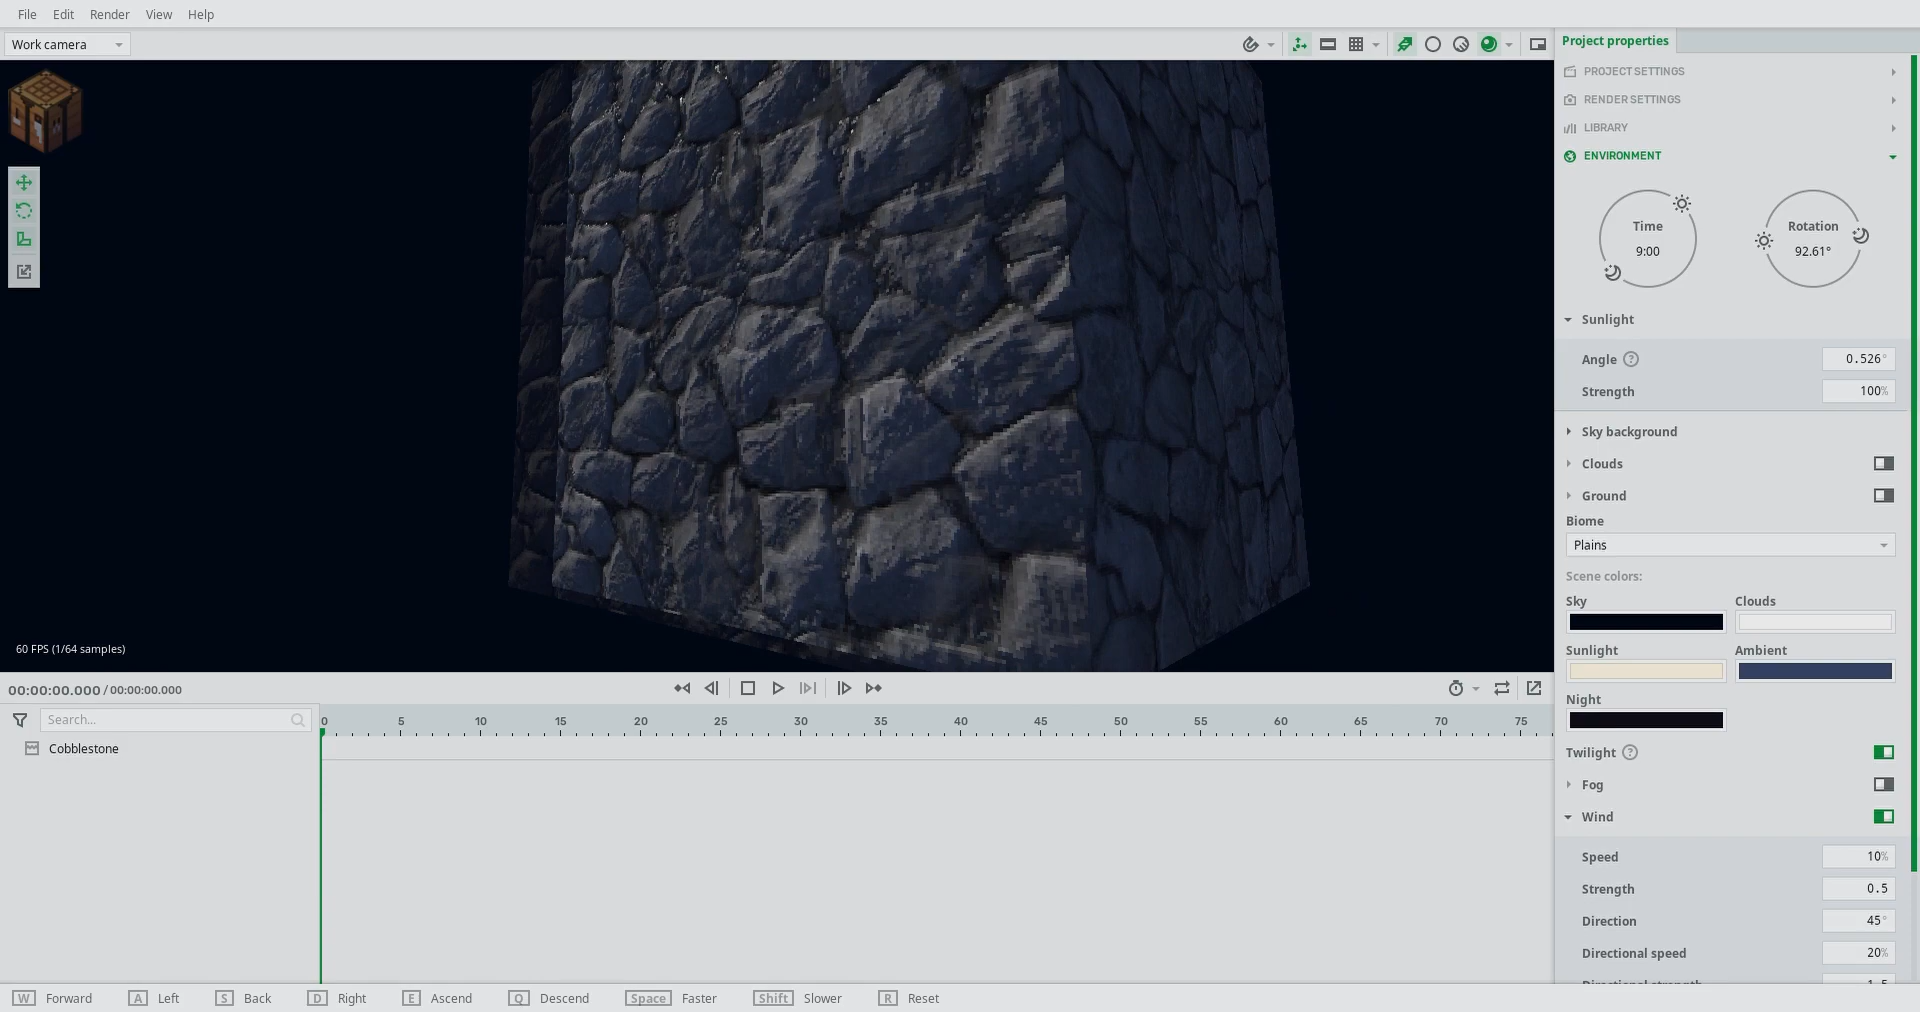 File Edit Render View Help
Work camera
Project properties
PROJECT SETTINGS
RENDER SETTINGS
LIBRARY
ENVIRONMENT
Time
9:00
Rotation
92.61°
Sunlight
Angle ? 0.526°
Strength 100%
Sky background
Clouds
Ground
Biome
Plains
Scene colors:
Sky Clouds
Sunlight Ambient
Night
Twilight ?
Fog
Wind
Speed 10%
Strength 0.5
Direction 45°
Directional speed 20%
Directional strength 1.5
60 FPS (1/64 samples)
00:00:00.000 / 00:00:00.000
Search...
0 5 10 15 20 25 30 35 40 45 50 55 60 65 70 75
Cobblestone
W Forward A Left S Back D Right E Ascend Q Descend Space Faster Shift Slower R Reset